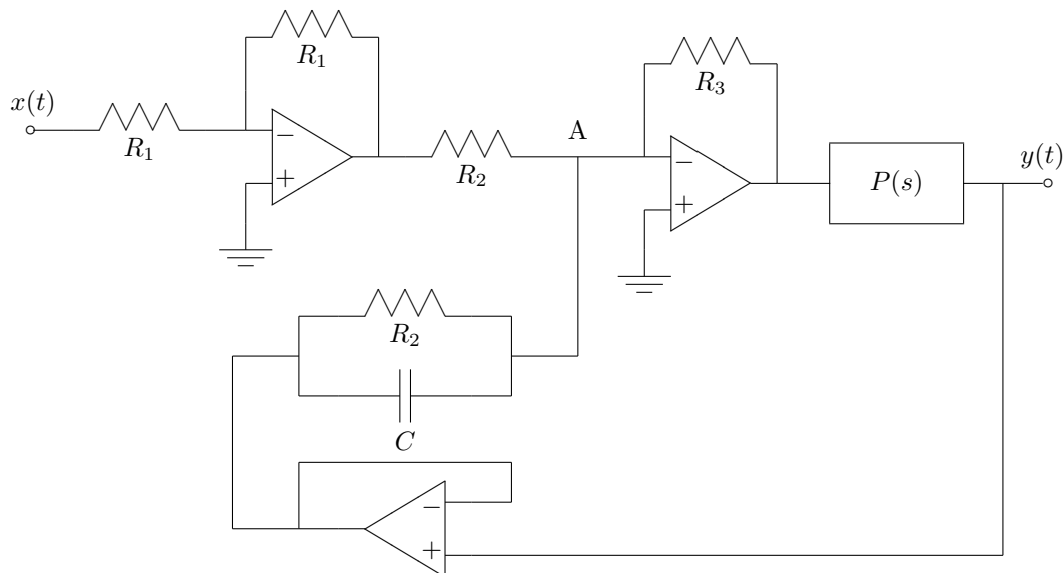 R₁
x(t)
R₁
−
+
R₂
A
R₃
−
+
P(s)
y(t)
R₂
C
−
+